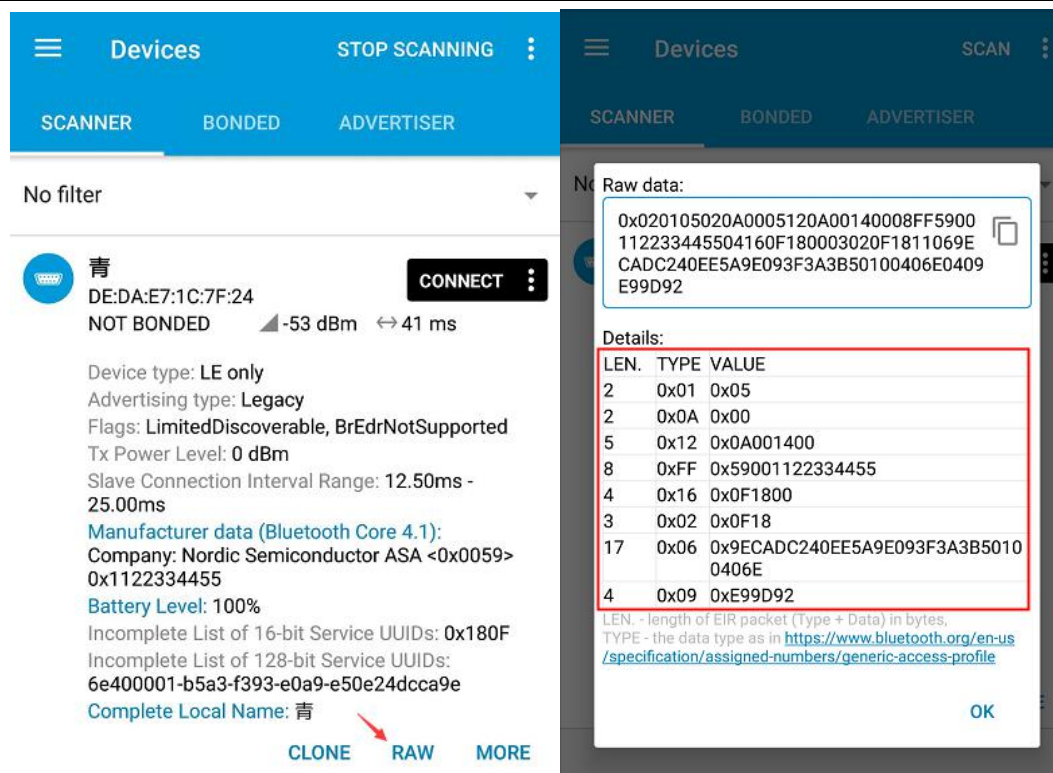 Devices
STOP SCANNING
SCANNER
BONDED
ADVERTISER
No filter
青
CONNECT
DE:DA:E7:1C:7F:24
NOT BONDED
-53 dBm
41 ms
Device type: LE only
Advertising type: Legacy
Flags: LimitedDiscoverable, BrEdrNotSupported
Tx Power Level: 0 dBm
Slave Connection Interval Range: 12.50ms -
25.00ms
Manufacturer data (Bluetooth Core 4.1):
Company: Nordic Semiconductor ASA <0x0059>
0x1122334455
Battery Level: 100%
Incomplete List of 16-bit Service UUIDs: 0x180F
Incomplete List of 128-bit Service UUIDs:
6e400001-b5a3-f393-e0a9-e50e24dcca9e
Complete Local Name: 青
CLONE
RAW
MORE
Devices
SCAN
SCANNER
BONDED
ADVERTISER
No
Raw data:
0x020105020A0005120A00140008FF5900
112233445504160F180003020F1811069E
CADC240EE5A9E093F3A3B50100406E0409
E99D92
Details:
LEN. TYPE VALUE
2 0x01 0x05
2 0x0A 0x00
5 0x12 0x0A001400
8 0xFF 0x59001122334455
4 0x16 0x0F1800
3 0x02 0x0F18
17 0x06 0x9ECADC240EE5A9E093F3A3B5010
0406E
4 0x09 0xE99D92
LEN. - length of EIR packet (Type + Data) in bytes,
TYPE - the data type as in https://www.bluetooth.org/en-us
/specification/assigned-numbers/generic-access-profile
OK